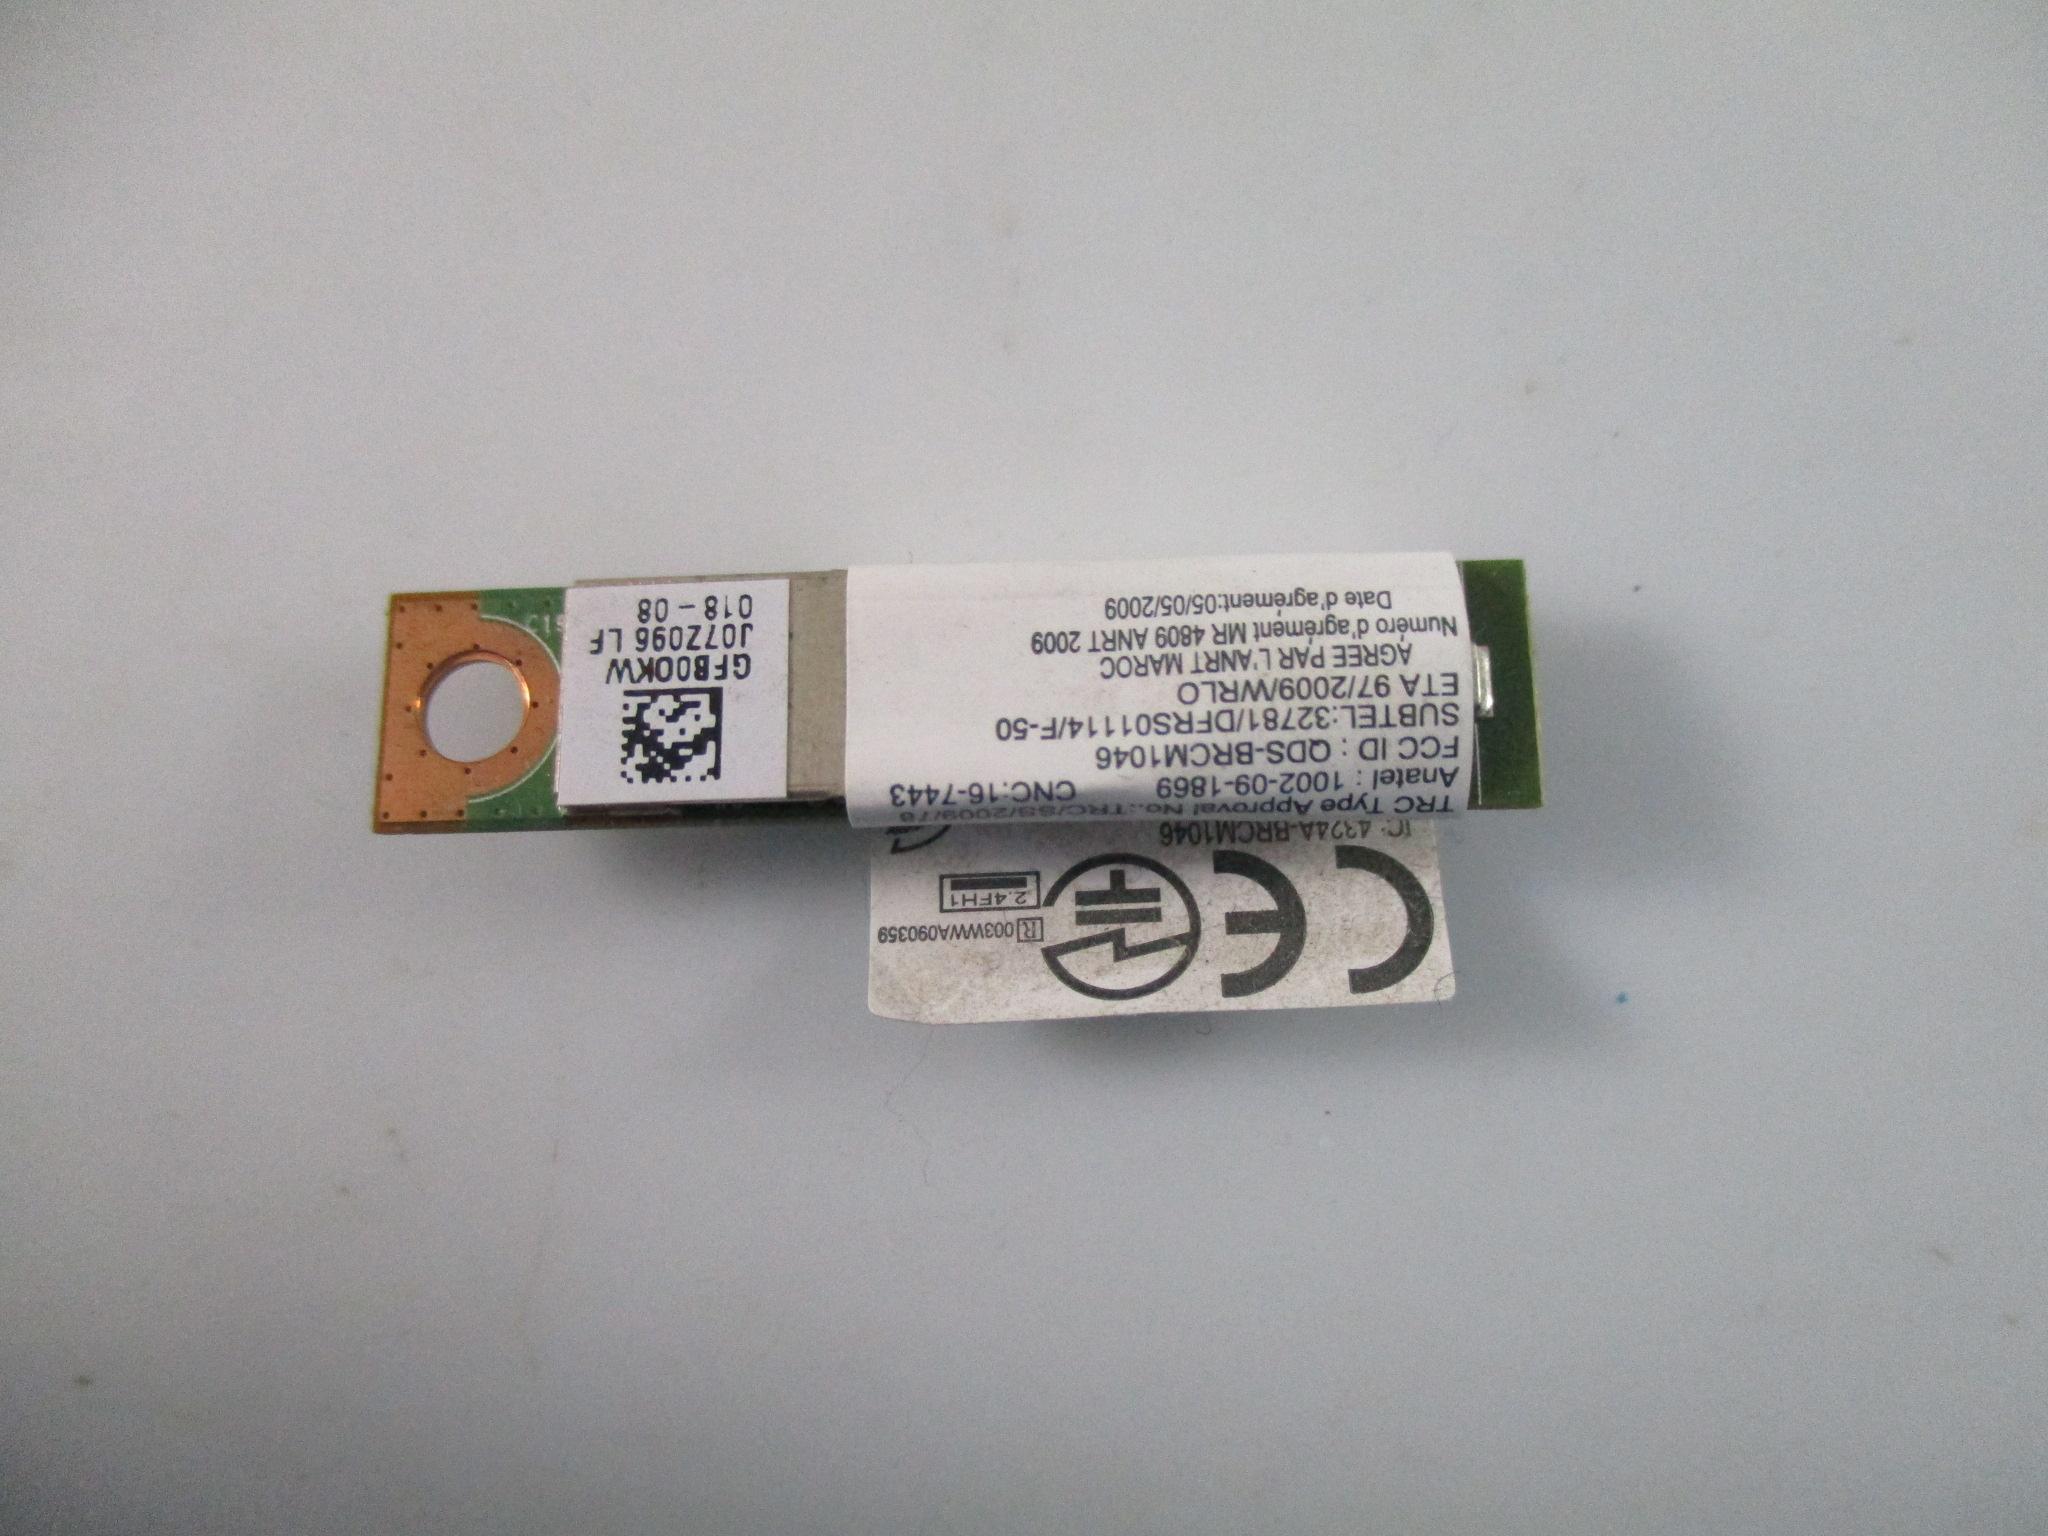 GFB00KW
J07Z096 LF
018 - 08
IC: 4324A-BRCM1046
TRC Type Approval No.:TRC/SS/2009/76
Anatel : 1002-09-1869 CNC:16-7443
FCC ID : QDS-BRCM1046
SUBTEL:32781/DFRS01114/F-50
ETA 97/2009/WRLO
AGREE PAR L'ANRT MAROC
Numéro d'agrément MR 4809 ANRT 2009
Date d'agrément:05/05/2009
CE
R 003WWA090359
2.4FH1